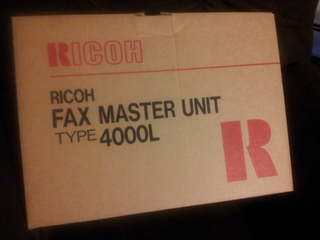 RICOH
RICOH
FAX MASTER UNIT
TYPE 4000L
R